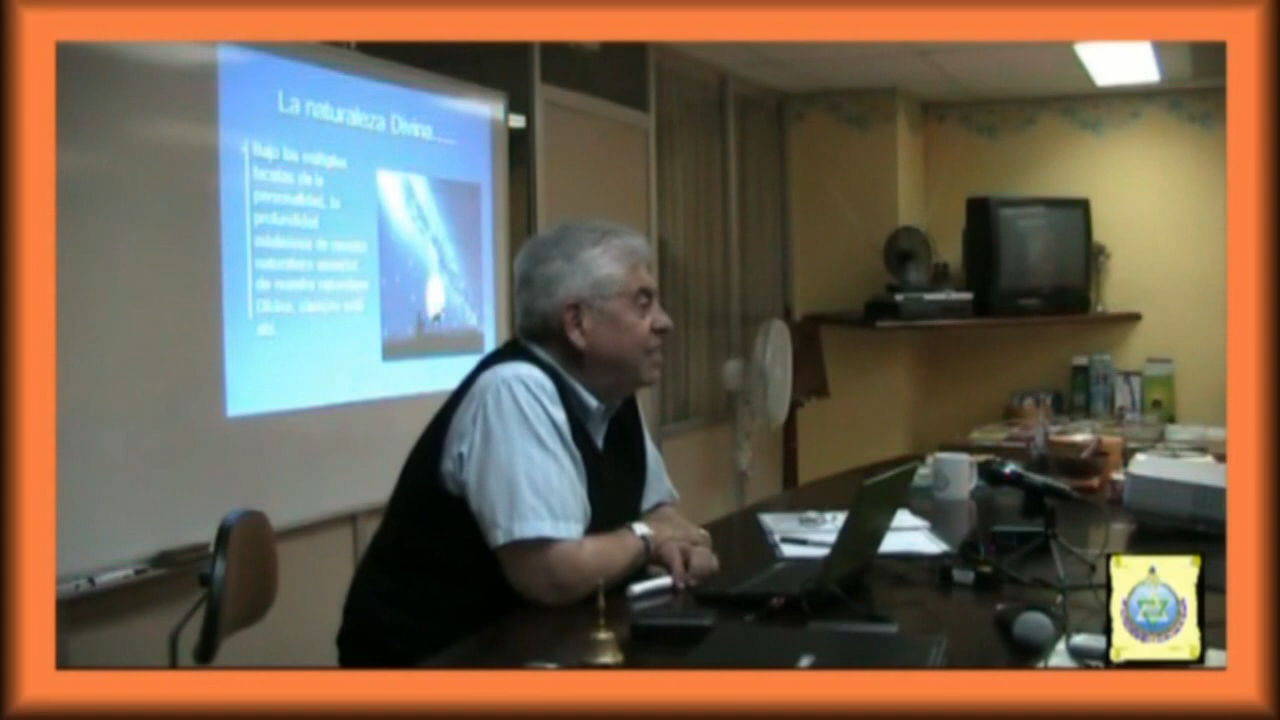 La naturaleza Divina....
Bajo las múltiples
facetas de la
personalidad, la
profundidad
de nuestra
naturaleza esencial
de nuestra naturaleza
Divina, siempre está
ahí.